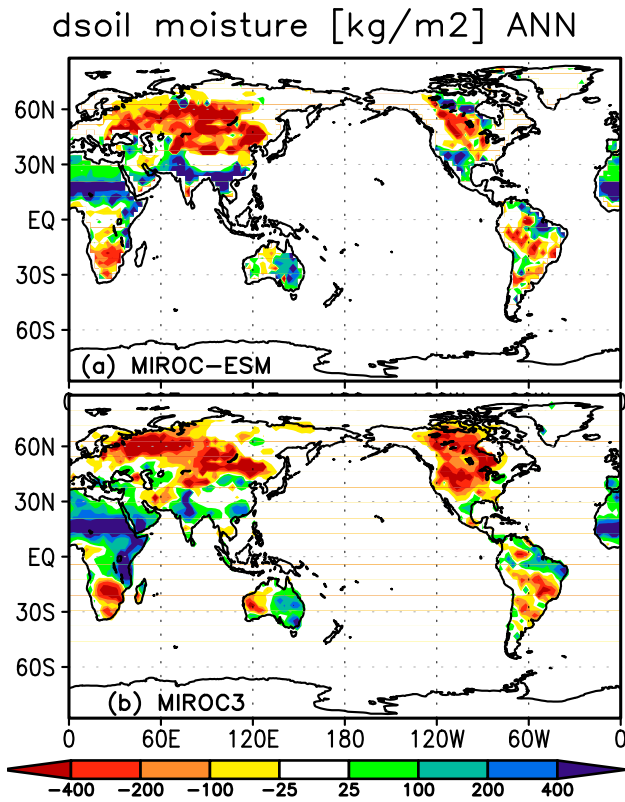 dsoil moisture [kg/m2] ANN
60N
30N
EQ
30S
60S
(a) MIROC-ESM
60N
30N
EQ
30S
60S
(b) MIROC3
0 60E 120E 180 120W 60W 0
-400 -200 -100 -25 25 100 200 400